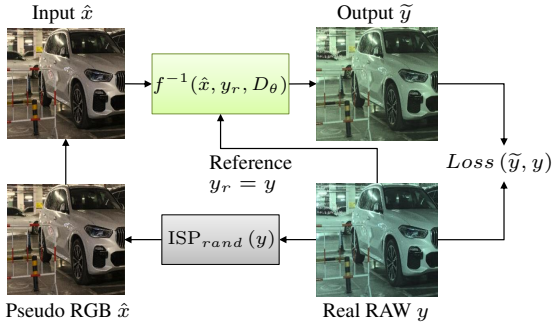 Input x̂
Output ỹ
f⁻¹(x̂, y_r, D_θ)
Loss (ỹ, y)
Reference
y_r = y
ISP_rand (y)
Pseudo RGB x̂
Real RAW y